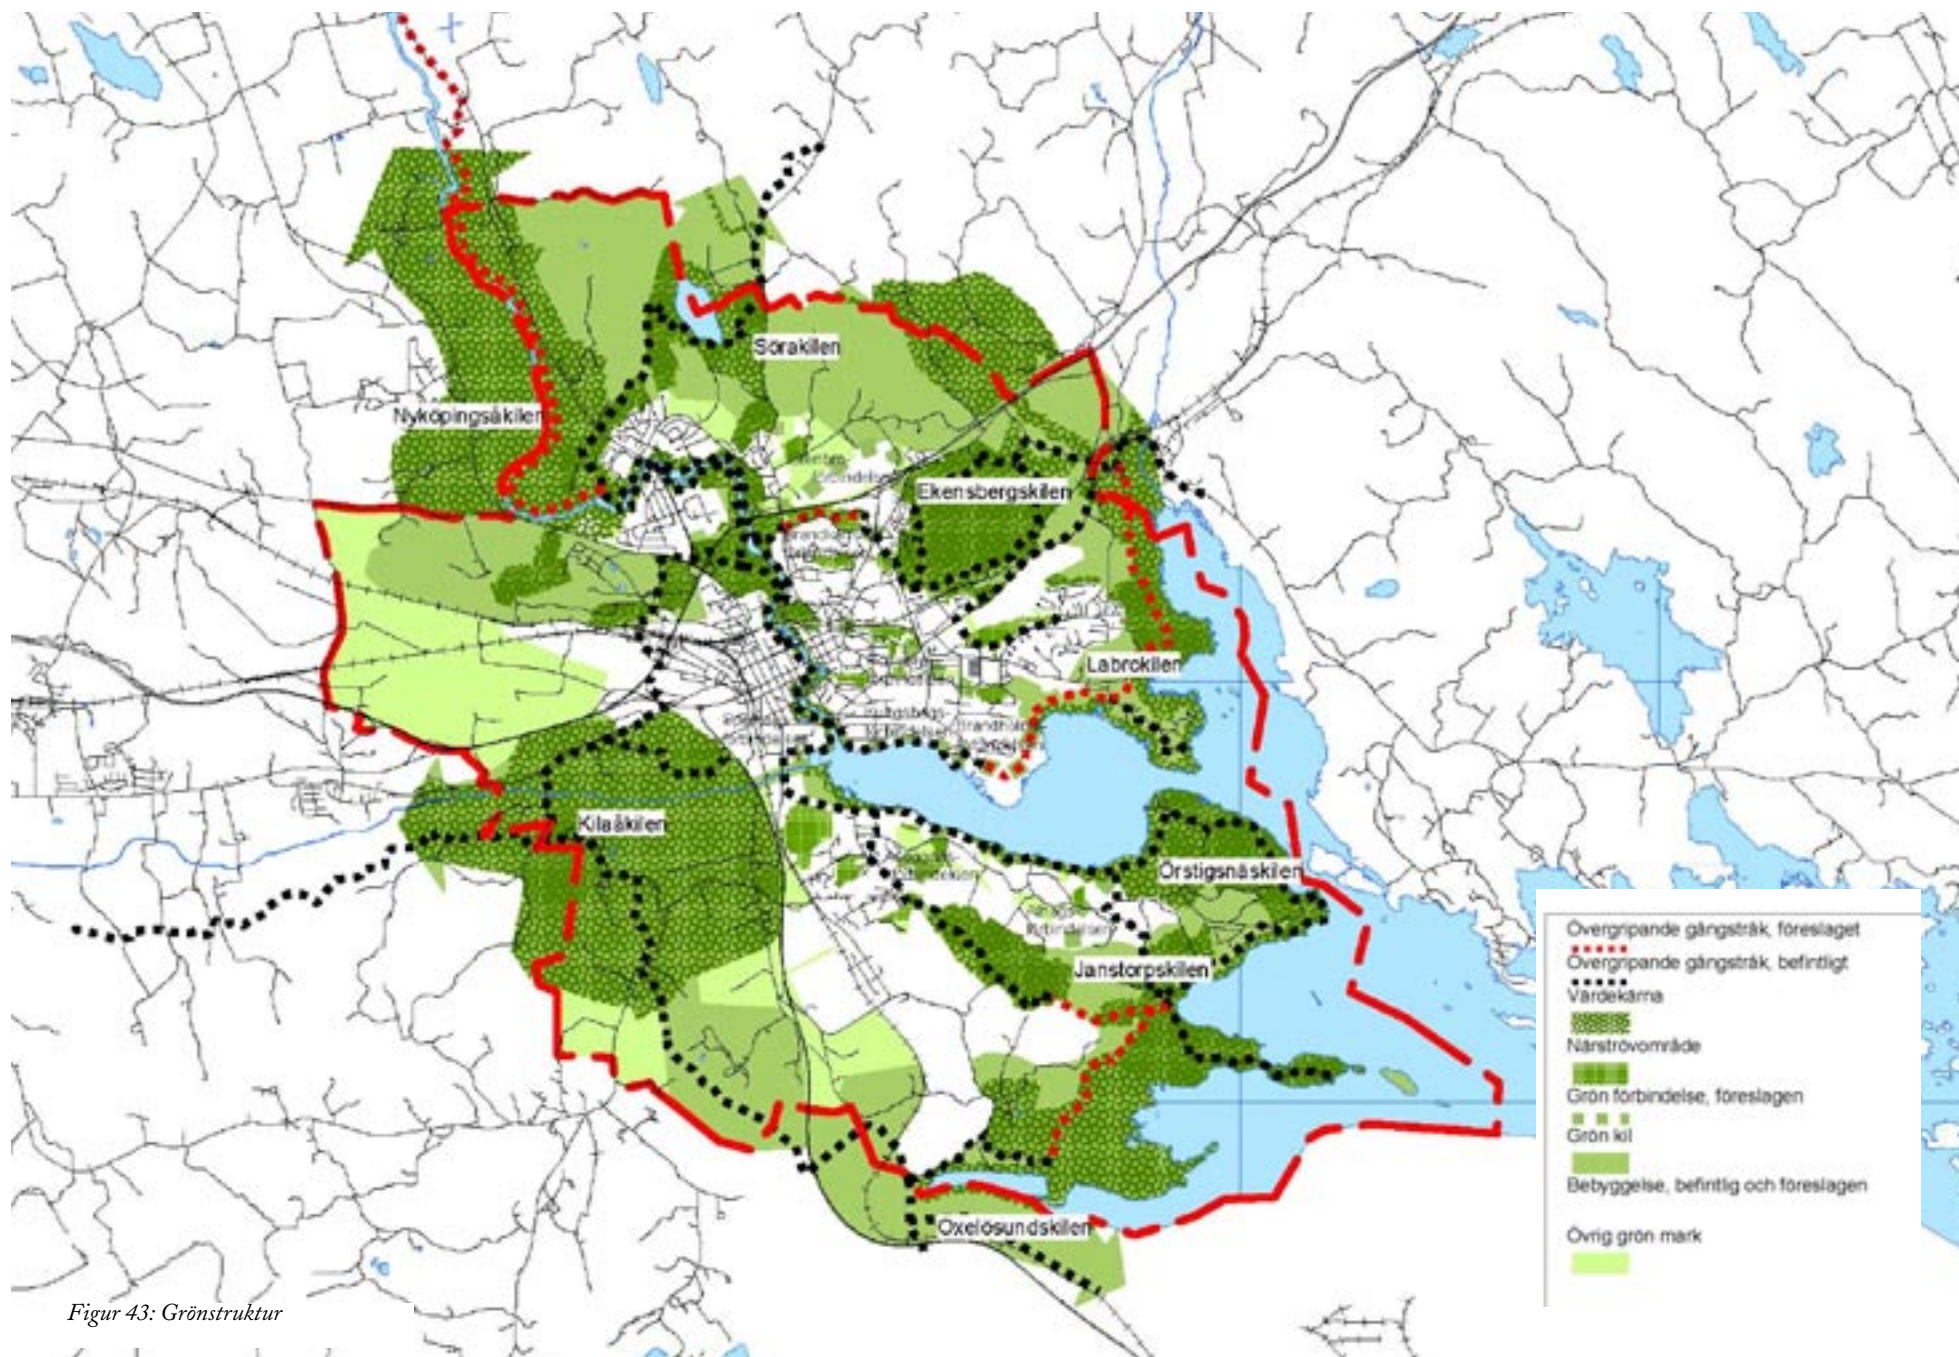 Sörakilen
Nyköpingsåkilen
Ekensbergskilen
Labrokilen
Kilaåkilen
Örstigsnäskilen
Janstorpskilen
Oxelösundskilen
Övergripande gångstråk, föreslaget
Övergripande gångstråk, befintligt
Värdekärna
Närströvområde
Grön förbindelse, föreslagen
Grön kil
Bebyggelse, befintlig och föreslagen
Övrig grön mark
Figur 43: Grönstruktur